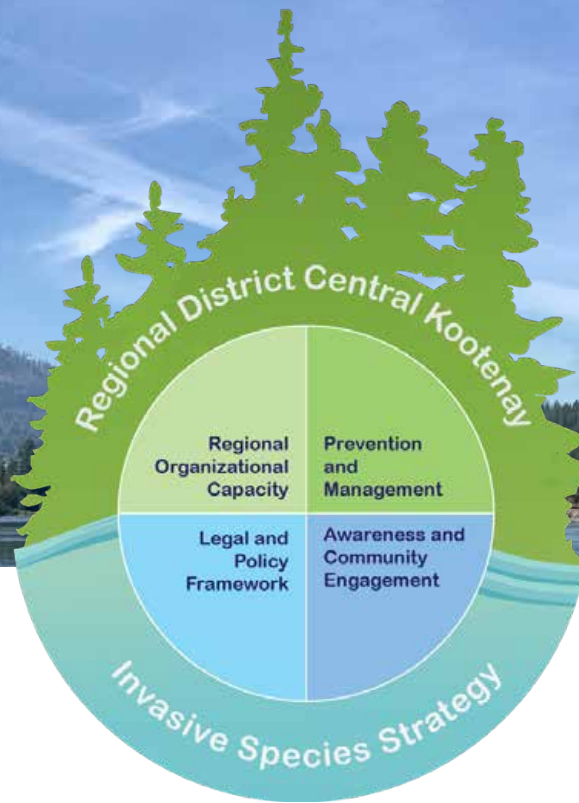 Regional District Central Kootenay
Regional
Organizational
Capacity
Prevention
and
Management
Legal and
Policy
Framework
Awareness and
Community
Engagement
Invasive Species Strategy